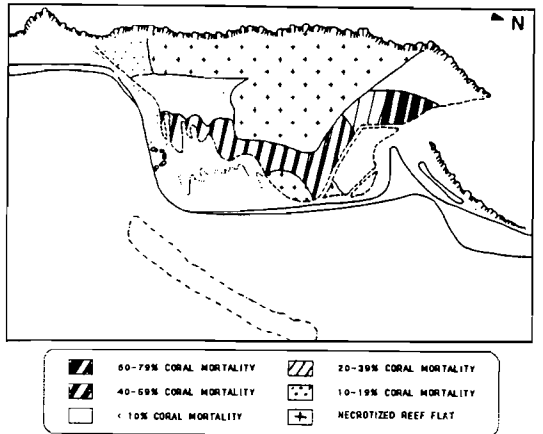 N
60-79% CORAL MORTALITY
20-39% CORAL MORTALITY
40-59% CORAL MORTALITY
10-19% CORAL MORTALITY
< 10% CORAL MORTALITY
NECROTIZED REEF FLAT